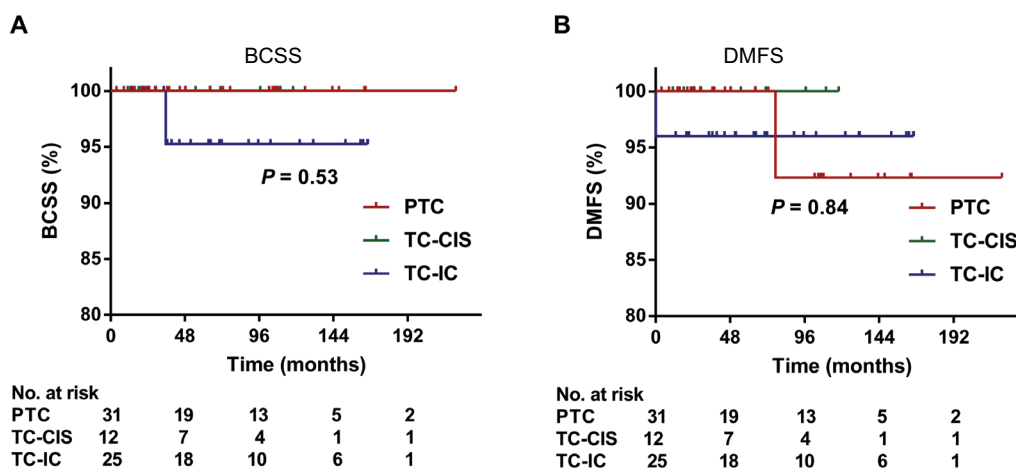 A
BCSS
100
95
90
85
80
BCSS (%)
P = 0.53
PTC
TC-CIS
TC-IC
0 48 96 144 192
Time (months)
No. at risk
PTC 31 19 13 5 2
TC-CIS 12 7 4 1 1
TC-IC 25 18 10 6 1
B
DMFS
100
95
90
85
80
DMFS (%)
P = 0.84
PTC
TC-CIS
TC-IC
0 48 96 144 192
Time (months)
No. at risk
PTC 31 19 13 5 2
TC-CIS 12 7 4 1 1
TC-IC 25 18 10 6 1